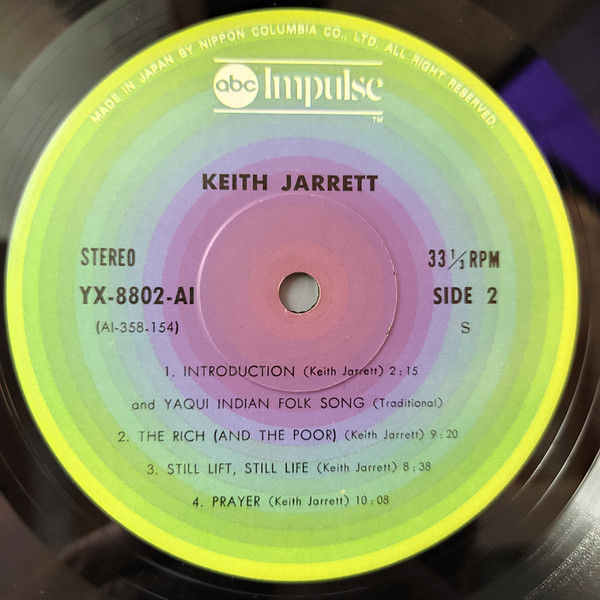 MADE IN JAPAN BY NIPPON COLUMBIA CO., LTD. ALL RIGHT RESERVED.
abc Impulse
TM
KEITH JARRETT
STEREO 33 1/3 RPM
YX-8802-AI SIDE 2
(AI-358-154) S
1. INTRODUCTION (Keith Jarrett) 2:15
and YAQUI INDIAN FOLK SONG (Traditional)
2. THE RICH (AND THE POOR) (Keith Jarrett) 9:20
3. STILL LIFT, STILL LIFE (Keith Jarrett) 8:38
4. PRAYER (Keith Jarrett) 10:08